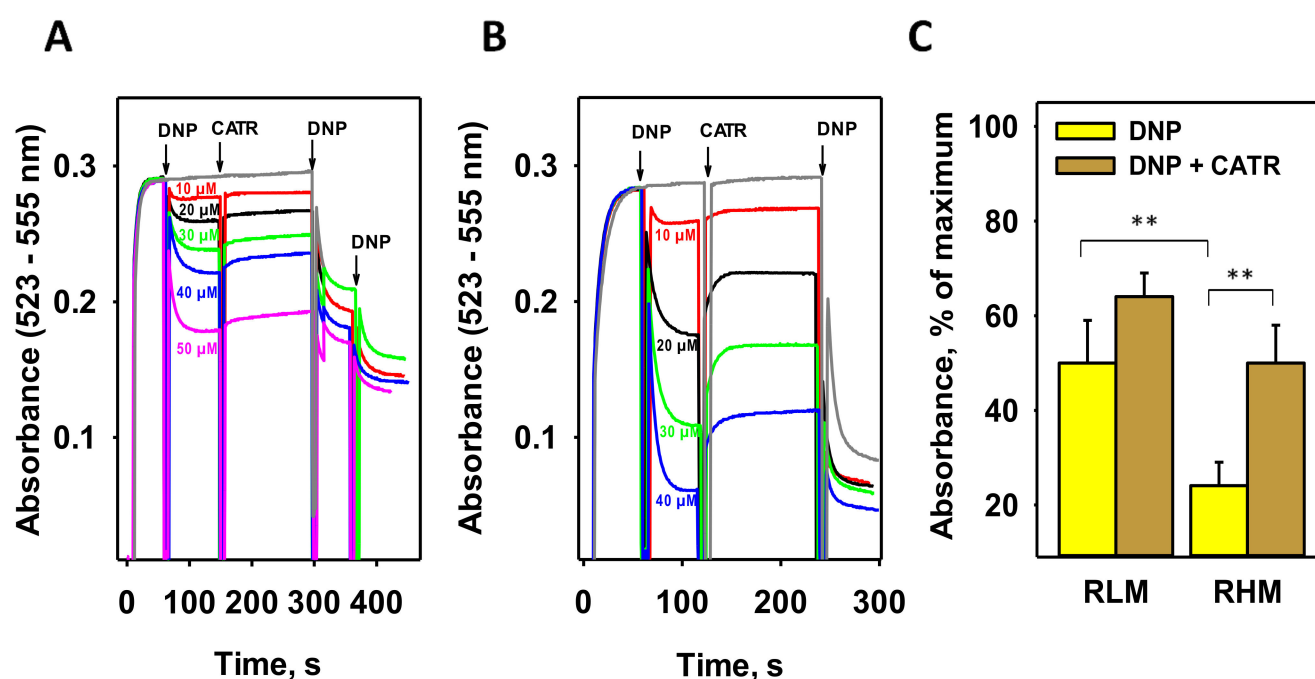 A
B
C
Absorbance (523 - 555 nm)
0.3
0.2
0.1
DNP
CATR
DNP
DNP
10 µM
20 µM
30 µM
40 µM
50 µM
0 100 200 300 400
Time, s
Absorbance (523 - 555 nm)
0.3
0.2
0.1
DNP
CATR
DNP
10 µM
20 µM
30 µM
40 µM
0 100 200 300
Time, s
Absorbance, % of maximum
100
80
60
40
20
DNP
DNP + CATR
**
**
RLM RHM